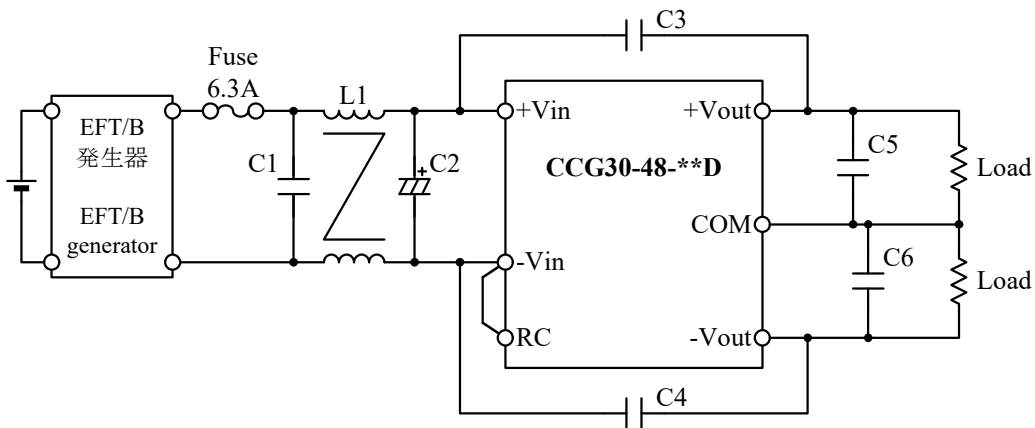 C3
Fuse
6.3A
L1
+Vin
+Vout
EFT/B
発生器
C1
+
C2
CCG30-48-**D
C5
Load
EFT/B
generator
COM
-Vin
C6
Load
RC
-Vout
C4